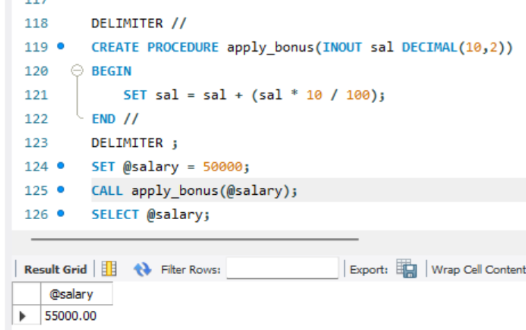 117
118 DELIMITER //
119 CREATE PROCEDURE apply_bonus(INOUT sal DECIMAL(10,2))
120 BEGIN
121 SET sal = sal + (sal * 10 / 100);
122 END //
123 DELIMITER ;
124 SET @salary = 50000;
125 CALL apply_bonus(@salary);
126 SELECT @salary;
Result Grid Filter Rows: Export: Wrap Cell Content
@salary
55000.00